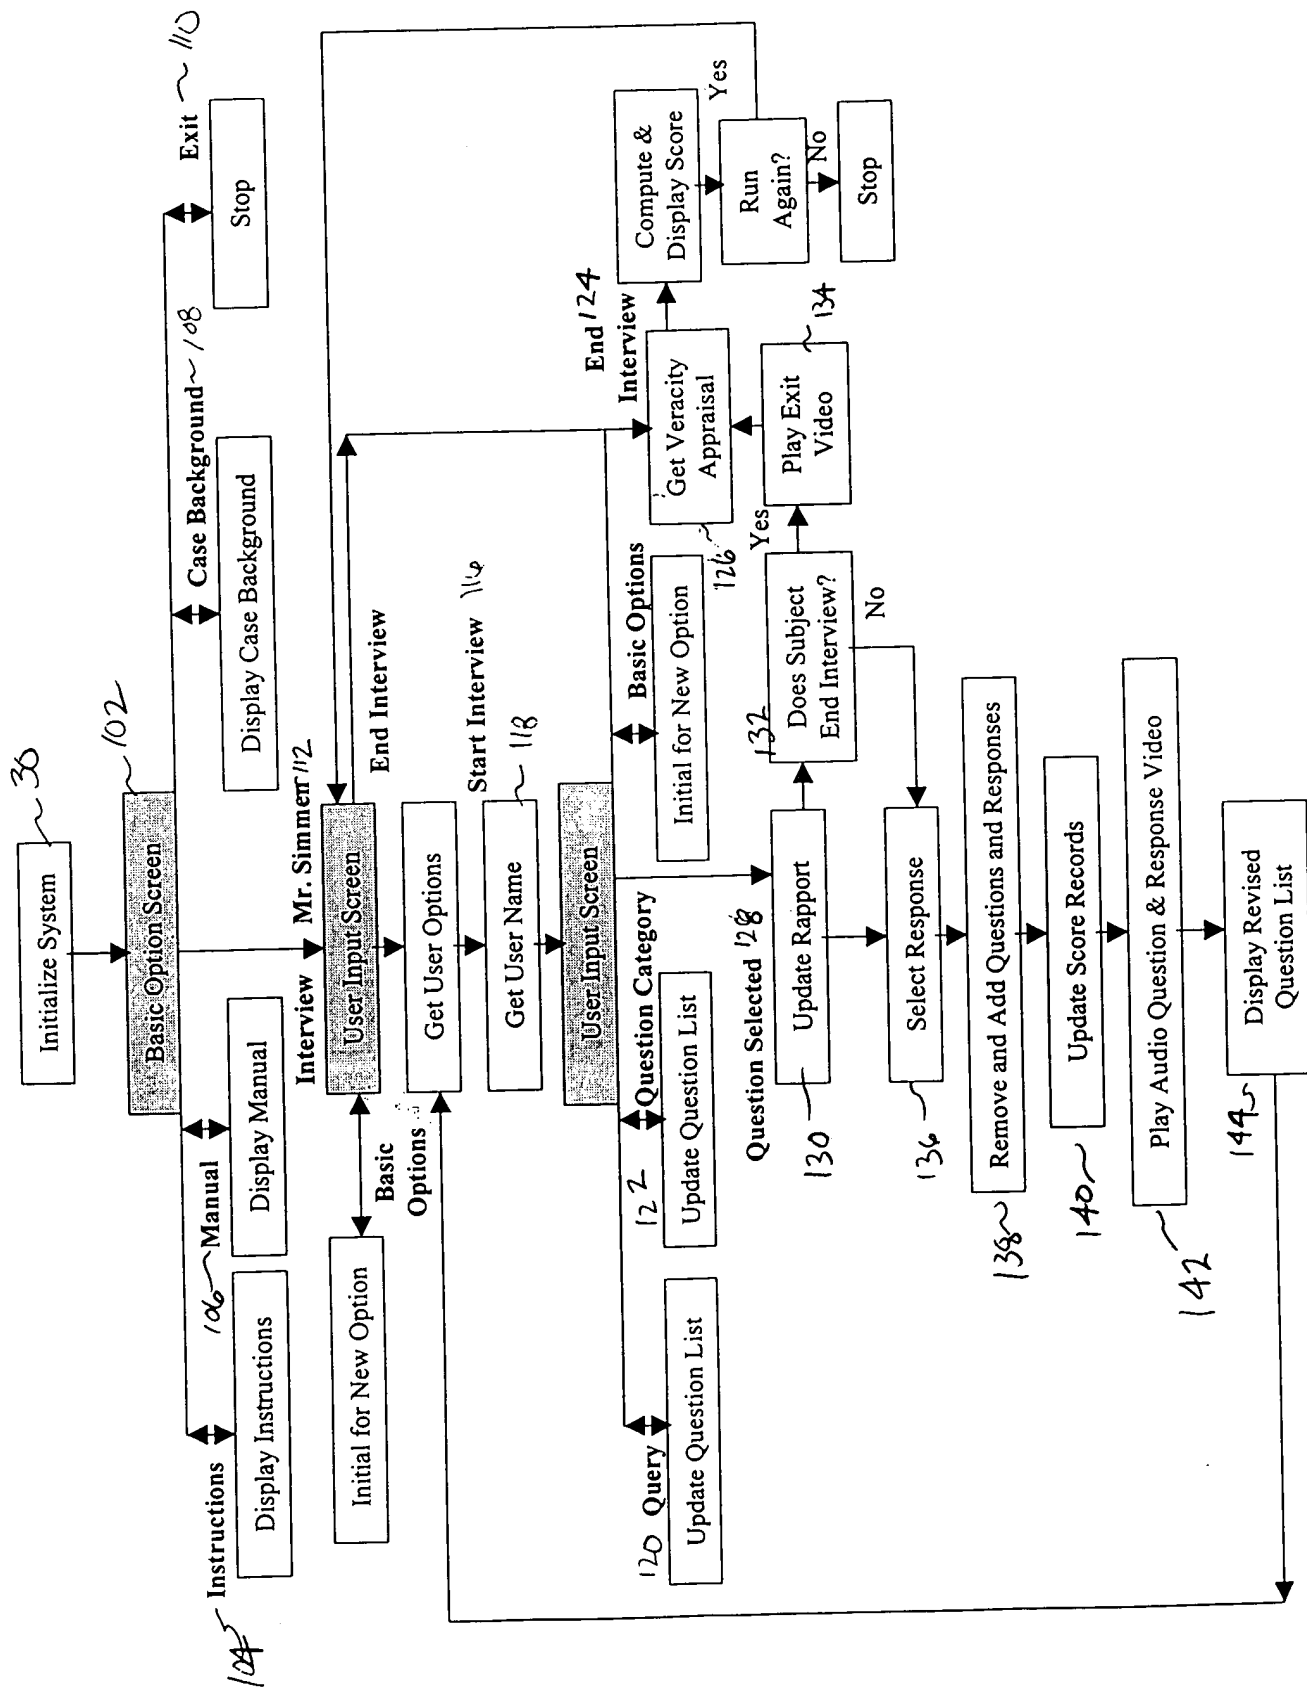 Initialize System
30
Basic Option Screen
102
104
Instructions
106
Manual
Case Background
108
Exit
110
Display Instructions
Display Manual
Display Case Background
Stop
Interview
Mr. Simmen
112
Initial for New Option
Basic
Options
User Input Screen
End Interview
Get User Options
Start Interview
116
Get User Name
118
User Input Screen
120
Query
122
Question Category
Basic Options
End
124
Interview
Update Question List
Update Question List
Initial for New Option
126
Get Veracity
Appraisal
Compute &
Display Score
Yes
Run
Again?
No
Stop
Question Selected
128
130
Update Rapport
132
Does Subject
End Interview?
Yes
Play Exit
Video
134
No
136
Select Response
138
Remove and Add Questions and Responses
140
Update Score Records
142
Play Audio Question & Response Video
144
Display Revised
Question List